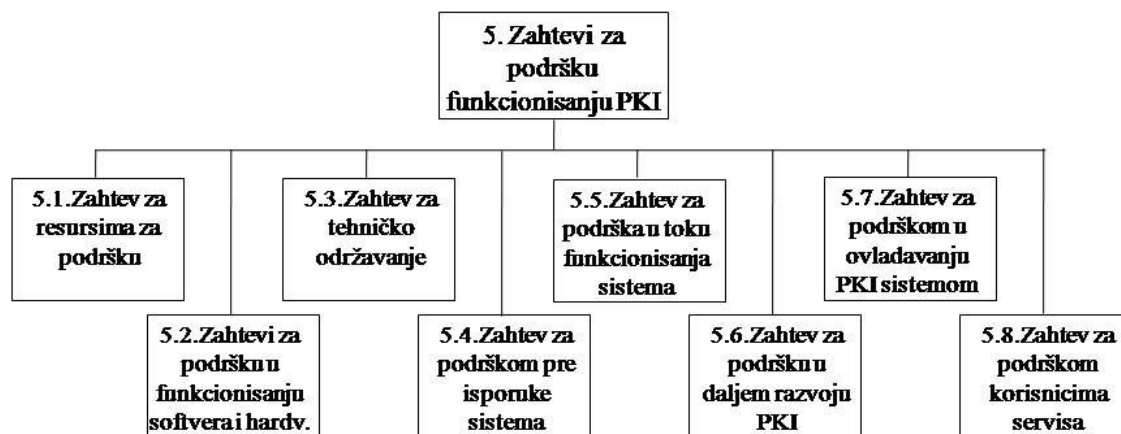 5. Zahtevi za
podršku
funkcionisanju PKI
5.1.Zahtev za
resursima za
podršku
5.2.Zahtevi za
podršku u
funkcionisanju
softvera i hardv.
5.3.Zahtev za
tehničko
održavanje
5.4.Zahtev za
podrškom pre
isporuke
sistema
5.5.Zahtev za
podrška u toku
funkcionisanja
sistema
5.6.Zahtev za
podršku u
daljem razvoju
PKI
5.7.Zahtev za
podrškom u
ovladavanju
PKI sistemom
5.8.Zahtev za
podrškom
korisnicima
servisa